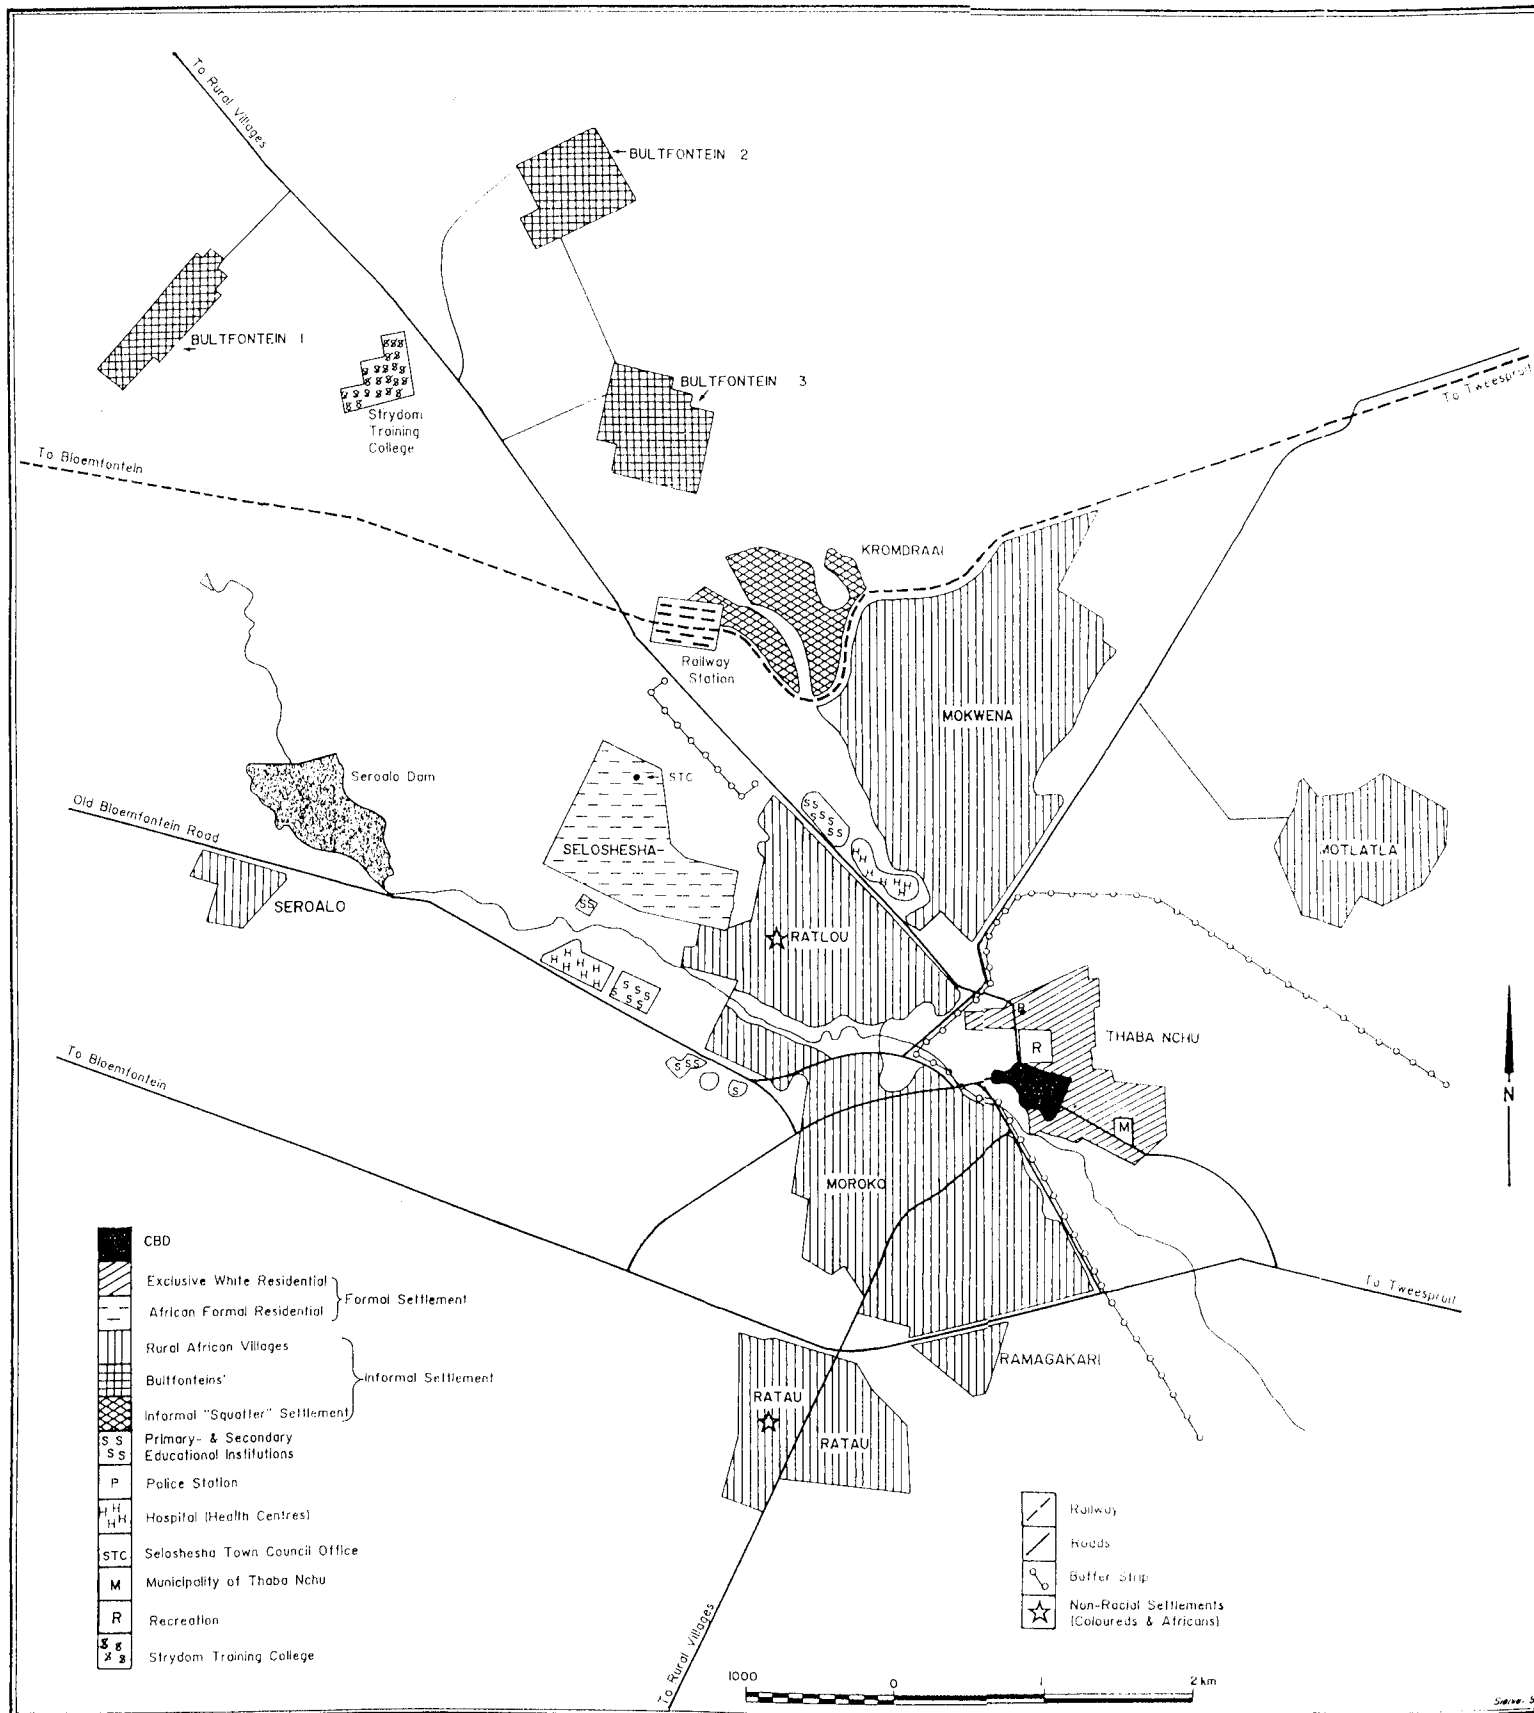 To Rural Villages
BULTFONTEIN 2
BULTFONTEIN 1
BULTFONTEIN 3
Strydom
Training
College
To Tweespruit
To Bloemfontein
KROMDRAAI
Railway
Station
MOKWENA
STC
Seroalo Dam
Old Bloemfontein Road
SELOSHESHA
MOTLATLA
SEROALO
S S S S S S
H H H H H H
S S
RATLOU
H H H H H H H
S S S S S S S
P
THABA NCHU
R
To Bloemfontein
S S S
S
M
MOROKO
N
To Tweespruit
RAMAGAKARI
RATAU
RATAU
To Rural Villages
CBD
Exclusive White Residential
African Formal Residential
Formal Settlement
Rural African Villages
Bultfonteins'
Informal "Squatter" Settlement
Informal Settlement
S S
S S
Primary- & Secondary
Educational Institutions
P Police Station
H H H H Hospital (Health Centres)
STC Seloshesha Town Council Office
M Municipality of Thaba Nchu
R Recreation
Strydom Training College
Railway
Roads
Buffer Strip
Non-Racial Settlements
(Coloureds & Africans)
1000 0 1 2 km